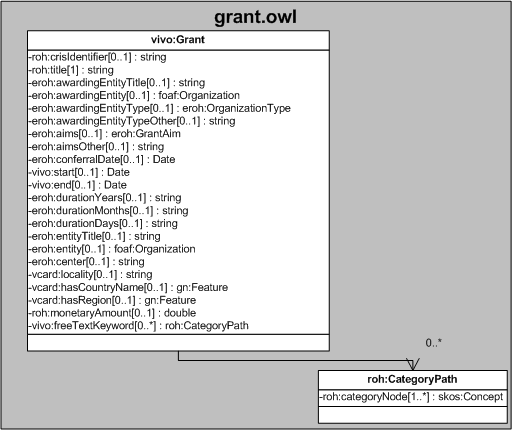 grant.owl
vivo:Grant
-roh:crisIdentifier[0..1] : string
-roh:title[1] : string
-eroh:awardingEntityTitle[0..1] : string
-eroh:awardingEntity[0..1] : foaf:Organization
-eroh:awardingEntityType[0..1] : eroh:OrganizationType
-eroh:awardingEntityTypeOther[0..1] : string
-eroh:aims[0..1] : eroh:GrantAim
-eroh:aimsOther[0..1] : string
-eroh:conferralDate[0..1] : Date
-vivo:start[0..1] : Date
-vivo:end[0..1] : Date
-eroh:durationYears[0..1] : string
-eroh:durationMonths[0..1] : string
-eroh:durationDays[0..1] : string
-eroh:entityTitle[0..1] : string
-eroh:entity[0..1] : foaf:Organization
-eroh:center[0..1] : string
-vcard:locality[0..1] : string
-vcard:hasCountryName[0..1] : gn:Feature
-vcard:hasRegion[0..1] : gn:Feature
-roh:monetaryAmount[0..1] : double
-vivo:freeTextKeyword[0..*] : roh:CategoryPath
0..*
roh:CategoryPath
-roh:categoryNode[1..*] : skos:Concept